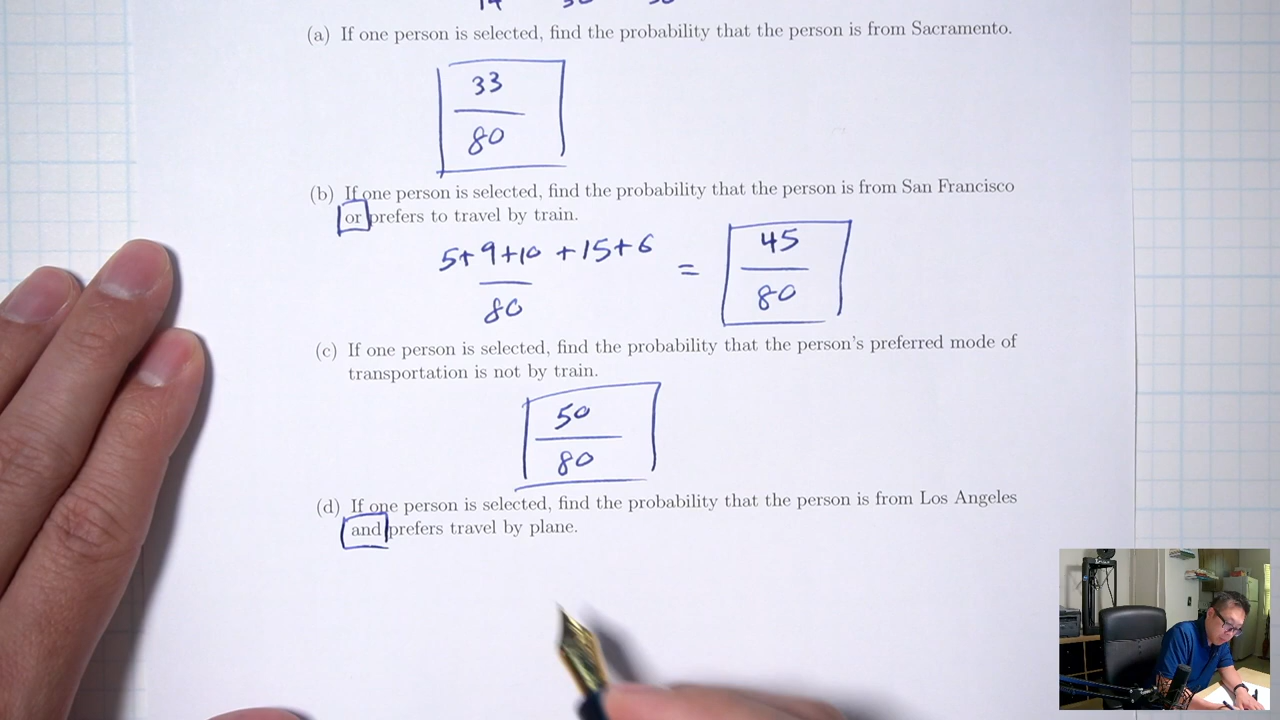 (a) If one person is selected, find the probability that the person is from Sacramento.
33
80
(b) If one person is selected, find the probability that the person is from San Francisco
or prefers to travel by train.
5+9+10+15+6
80
=
45
80
(c) If one person is selected, find the probability that the person's preferred mode of
transportation is not by train.
50
80
(d) If one person is selected, find the probability that the person is from Los Angeles
and prefers travel by plane.